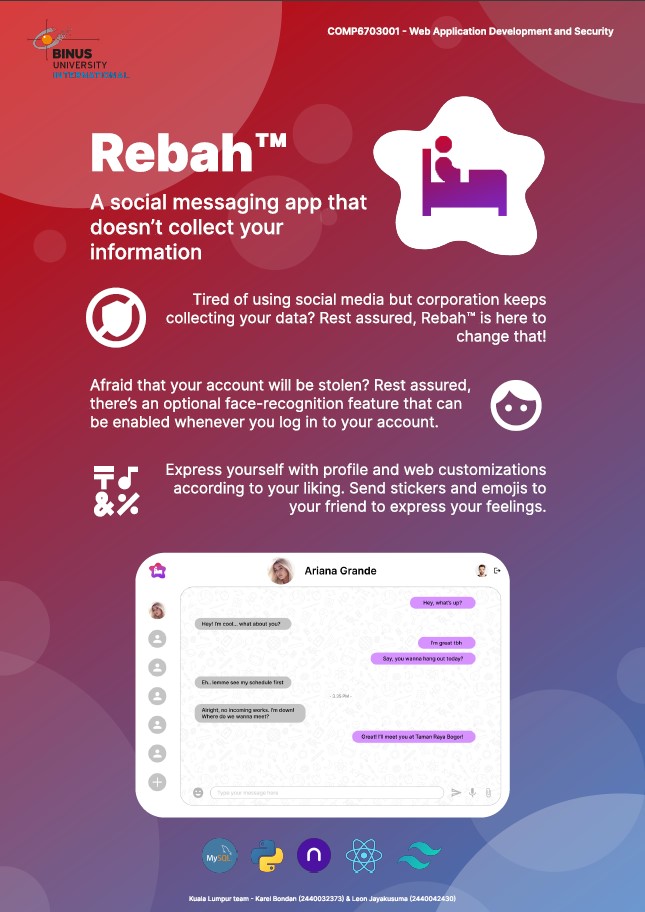 COMP6703001 - Web Application Development and Security
BINUS
UNIVERSITY
INTERNATIONAL
Rebah™
A social messaging app that
doesn't collect your
information
Tired of using social media but corporation keeps
collecting your data? Rest assured, Rebah™ is here to
change that!
Afraid that your account will be stolen? Rest assured,
there's an optional face-recognition feature that can
be enabled whenever you log in to your account.
Express yourself with profile and web customizations
according to your liking. Send stickers and emojis to
your friend to express your feelings.
Ariana Grande
Hey, what's up?
Hey! I'm cool... what about you?
I'm great tbh
Say, you wanna hang out today?
Eh.. lemme see my schedule first
Alright, no incoming works. I'm down!
Where do we wanna meet?
Great! I'll meet you at Taman Raya Bogor!
Type your message here
MySQL
Kuala Lumpur team - Karel Bondan (2440032373) & Leon Jayakusuma (2440042430)